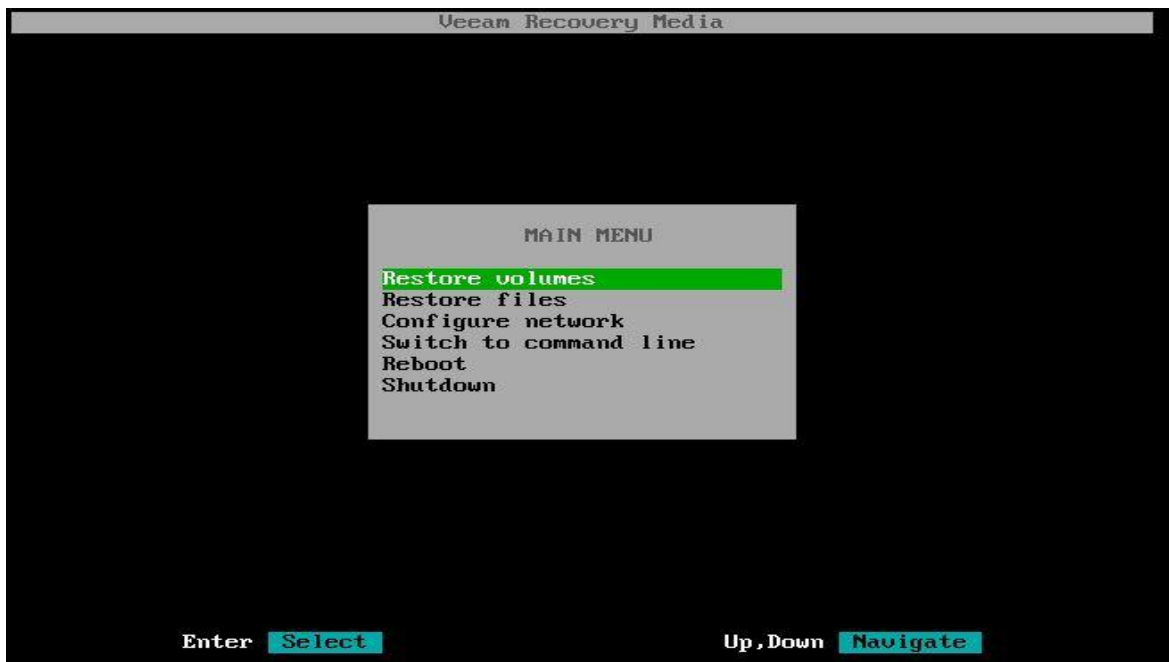 Veeam Recovery Media
MAIN MENU
Restore volumes
Restore files
Configure network
Switch to command line
Reboot
Shutdown
Enter Select Up,Down Navigate